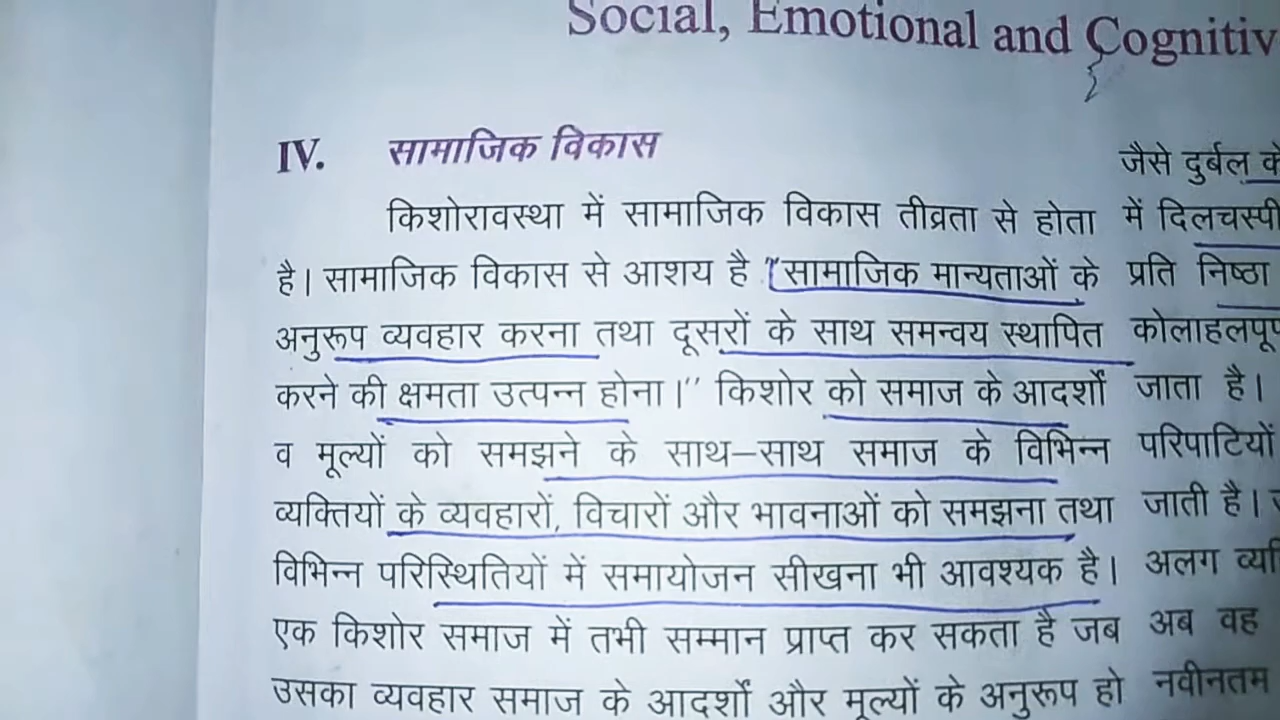 Social, Emotional and
IV. सामाजिक विकास
किशोरावस्था में सामाजिक विकास तीव्रता से होता
है। सामाजिक विकास से आशय है "सामाजिक मान्यताओं के
अनुरूप व्यवहार करना तथा दूसरों के साथ समन्वय स्थापित
करने की क्षमता उत्पन्न होना।" किशोर को समाज के आदर्शों
व मूल्यों को समझने के साथ–साथ समाज के विभिन्न
व्यक्तियों के व्यवहारों, विचारों और भावनाओं को समझना तथा
विभिन्न परिस्थितियों में समायोजन सीखना भी आवश्यक है।
एक किशोर समाज में तभी सम्मान प्राप्त कर सकता है जब
उसका व्यवहार समाज के आदर्शों और मूल्यों के अनुरूप हो
जैसे दुर्बल
में दिलचस्पी
प्रति निष्ठा
जाता है।
परिपाटियों
जाती है।
अलग
अब वह
नवीनतम